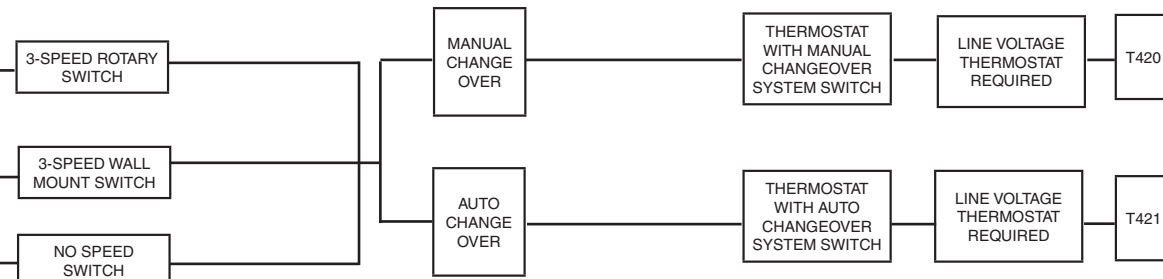 3-SPEED ROTARY
SWITCH
3-SPEED WALL
MOUNT SWITCH
NO SPEED
SWITCH
MANUAL
CHANGE
OVER
AUTO
CHANGE
OVER
THERMOSTAT
WITH MANUAL
CHANGEOVER
SYSTEM SWITCH
LINE VOLTAGE
THERMOSTAT
REQUIRED
T420
THERMOSTAT
WITH AUTO
CHANGEOVER
SYSTEM SWITCH
LINE VOLTAGE
THERMOSTAT
REQUIRED
T421